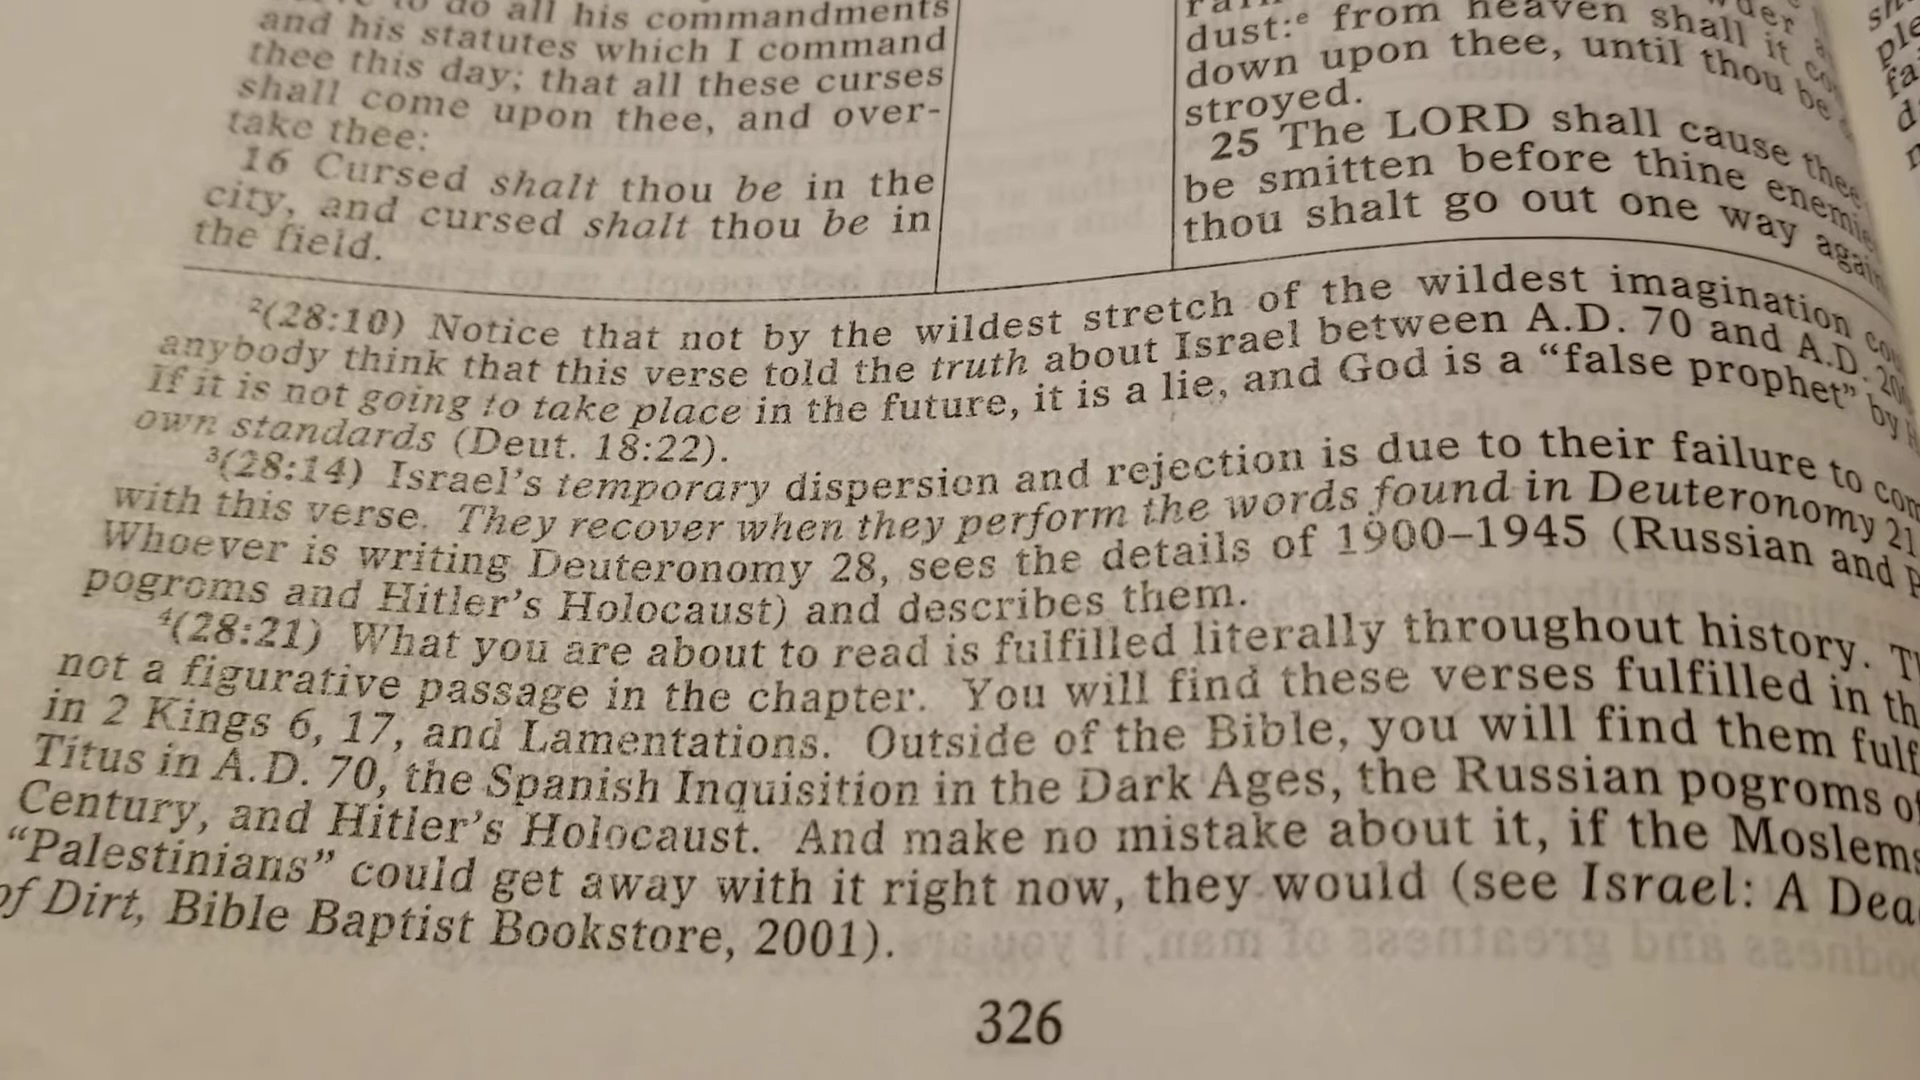 to do all his commandments
and his statutes which I command
thee this day; that all these curses
shall come upon thee, and over-
take thee:
16 Cursed shalt thou be in the
city, and cursed shalt thou be in
the field.
dust:e from heaven shall it
down upon thee, until thou be
stroyed.
25 The LORD shall cause thee
be smitten before thine
thou shalt go out one way
2(28:10) Notice that not by the wildest stretch of the wildest imagination
anybody think that this verse told the truth about Israel between A.D. 70 and A.D.
If it is not going to take place in the future, it is a lie, and God is a “false prophet” by
own standards (Deut. 18:22).
3(28:14) Israel’s temporary dispersion and rejection is due to their failure to
with this verse. They recover when they perform the words found in Deuteronomy 21
Whoever is writing Deuteronomy 28, sees the details of 1900–1945 (Russian and
pogroms and Hitler’s Holocaust) and describes them.
4(28:21) What you are about to read is fulfilled literally throughout history.
not a figurative passage in the chapter. You will find these verses fulfilled in
in 2 Kings 6, 17, and Lamentations. Outside of the Bible, you will find them
Titus in A.D. 70, the Spanish Inquisition in the Dark Ages, the Russian pogroms
Century, and Hitler’s Holocaust. And make no mistake about it, if the Moslems
“Palestinians” could get away with it right now, they would (see Israel: A
of Dirt, Bible Baptist Bookstore, 2001).
326